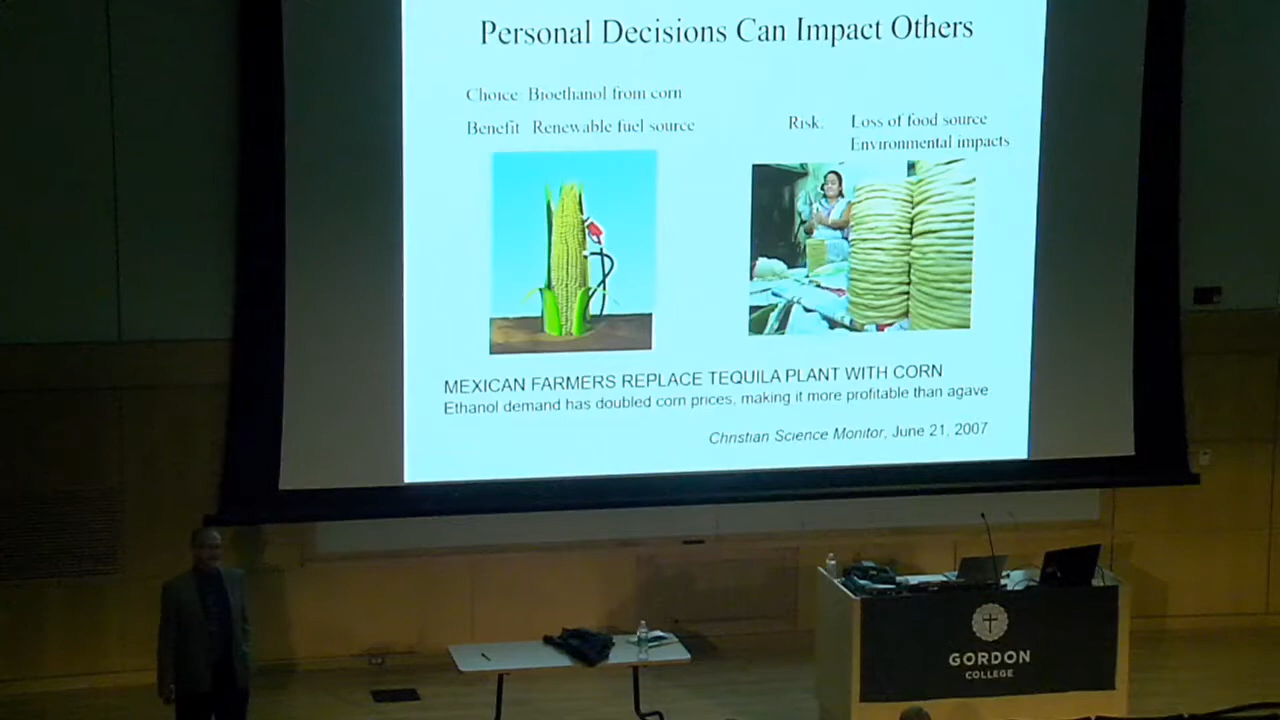 Personal Decisions Can Impact Others
Choice: Bioethanol from corn
Benefit: Renewable fuel source
Risk: Loss of food source
Environmental impacts
MEXICAN FARMERS REPLACE TEQUILA PLANT WITH CORN
Ethanol demand has doubled corn prices, making it more profitable than agave
Christian Science Monitor, June 21, 2007
GORDON
COLLEGE